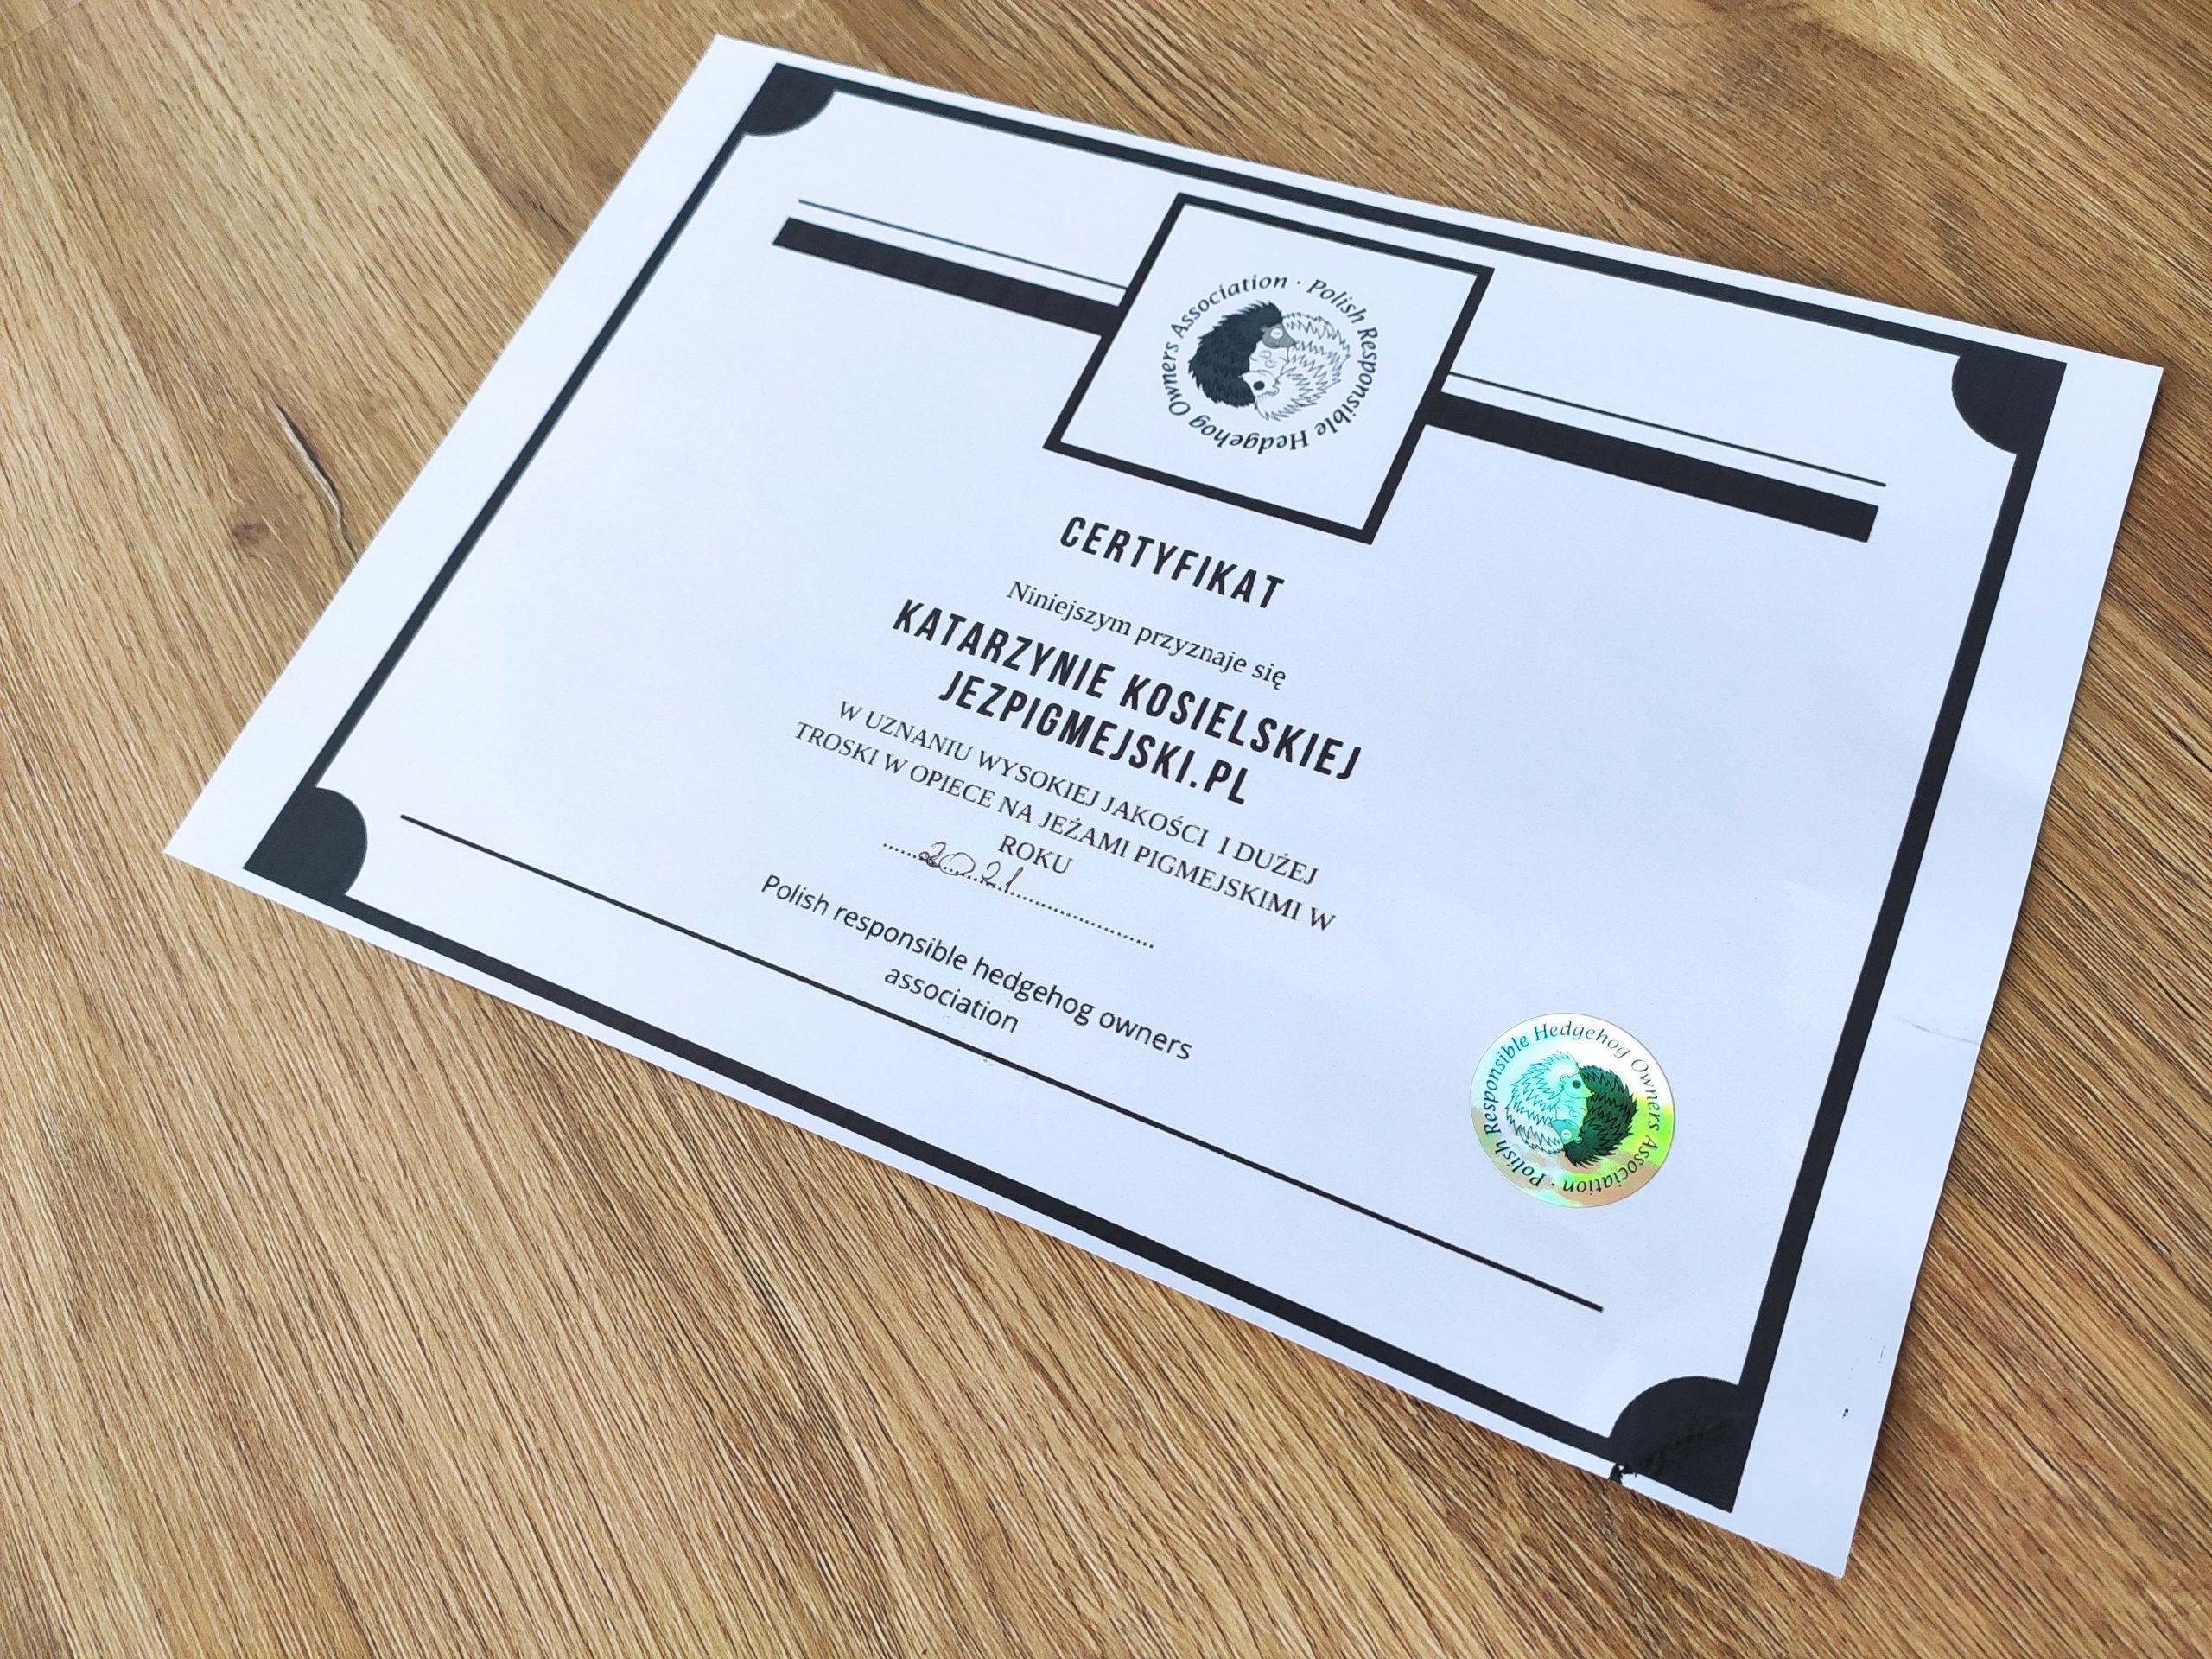 Polish Responsible Hedgehog Owners Association ·
CERTYFIKAT
Niniejszym przyznaje się
KATARZYNIE KOSIELSKIEJ
JEZPIGMEJSKI.PL
W UZNANIU WYSOKIEJ JAKOŚCI I DUŻEJ
TROSKI W OPIECE NA JEŻAMI PIGMEJSKIMI W
ROKU
2021
Polish responsible hedgehog owners
association
Polish Responsible Hedgehog Owners Association ·